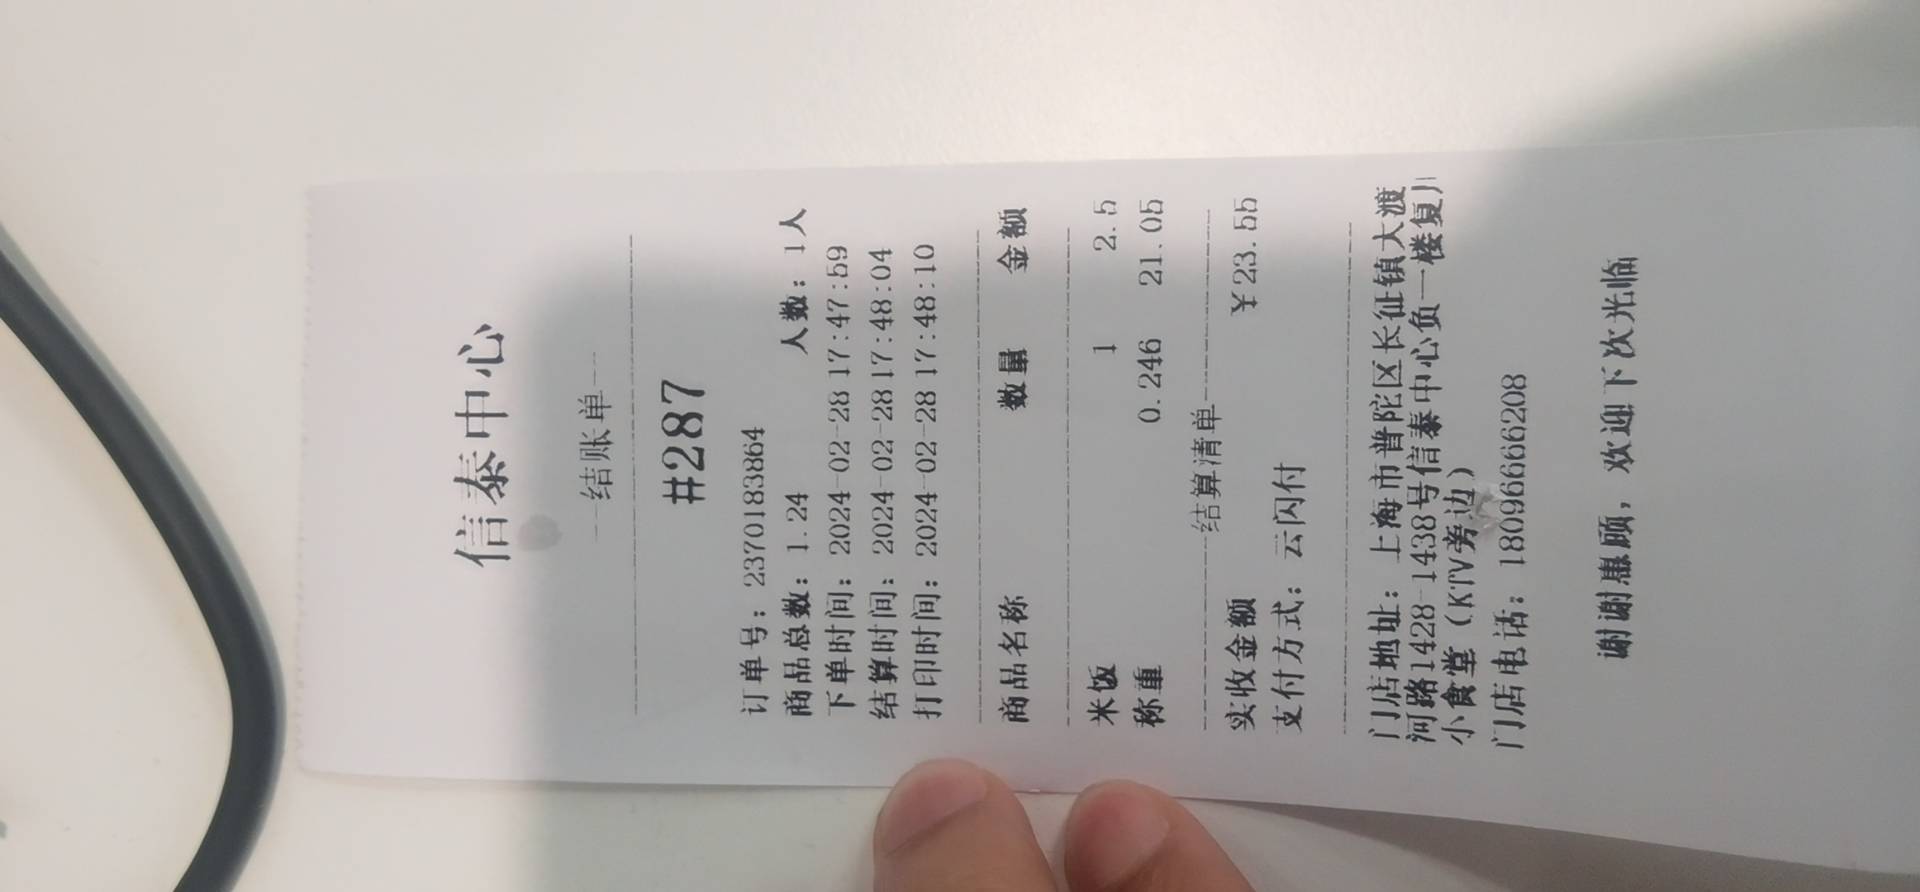 信泰中心
---结账单---
#287
订单号：23701838​64
商品总数：1.24 人数：1人
下单时间：2024-02-28 17:47:59
结算时间：2024-02-28 17:48:04
打印时间：2024-02-28 17:48:10
商品名称 数量 金额
米饭 1 2.5
称重 0.246 21.05
结算清单
实收金额 ￥23.55
支付方式：云闪付
门店地址：上海市普陀区长征镇大渡
河路1428-1438号信泰中心负一楼复
小食堂（KTV旁边）
门店电话：18096666208
谢谢惠顾，欢迎下次光临